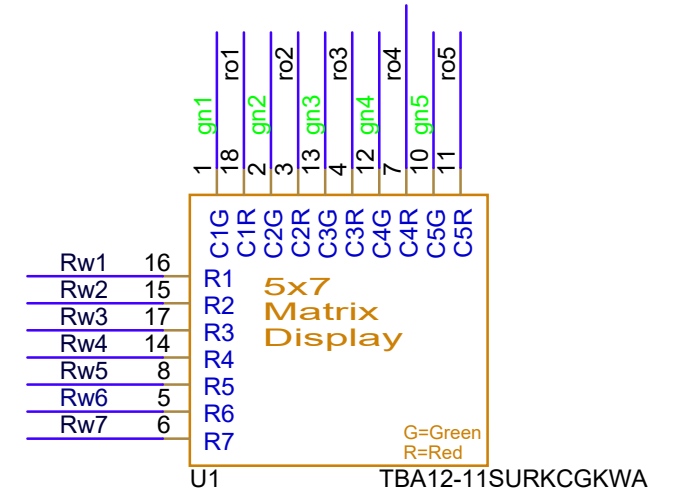 gn1 ro1 gn2 ro2 gn3 ro3 gn4 ro4 gn5 ro5
1 18 2 3 13 4 12 7 10 11
C1G C1R C2G C2R C3G C3R C4G C4R C5G C5R
Rw1 16 R1
Rw2 15 R2
Rw3 17 R3
Rw4 14 R4
Rw5 8 R5
Rw6 5 R6
Rw7 6 R7
5x7
Matrix
Display
G=Green
R=Red
U1 TBA12-11SURKCGKWA